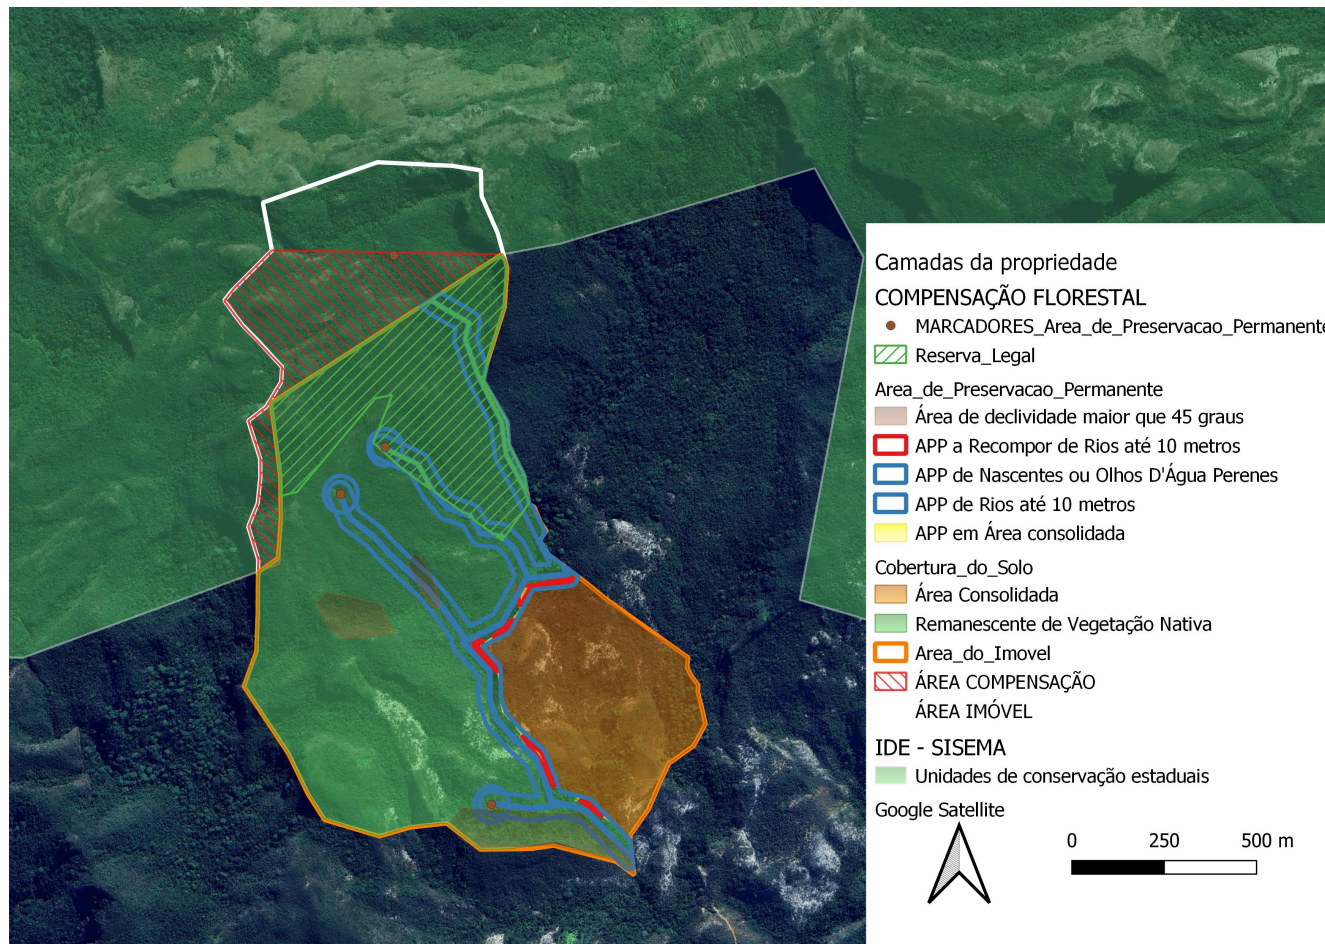 Camadas da propriedade
COMPENSAÇÃO FLORESTAL
MARCADORES_Area_de_Preservacao_Permanente
Reserva_Legal
Area_de_Preservacao_Permanente
Área de declividade maior que 45 graus
APP a Recompor de Rios até 10 metros
APP de Nascentes ou Olhos D'Água Perenes
APP de Rios até 10 metros
APP em Área consolidada
Cobertura_do_Solo
Área Consolidada
Remanescente de Vegetação Nativa
Area_do_Imovel
ÁREA COMPENSAÇÃO
ÁREA IMÓVEL
IDE - SISEMA
Unidades de conservação estaduais
Google Satellite
0 250 500 m